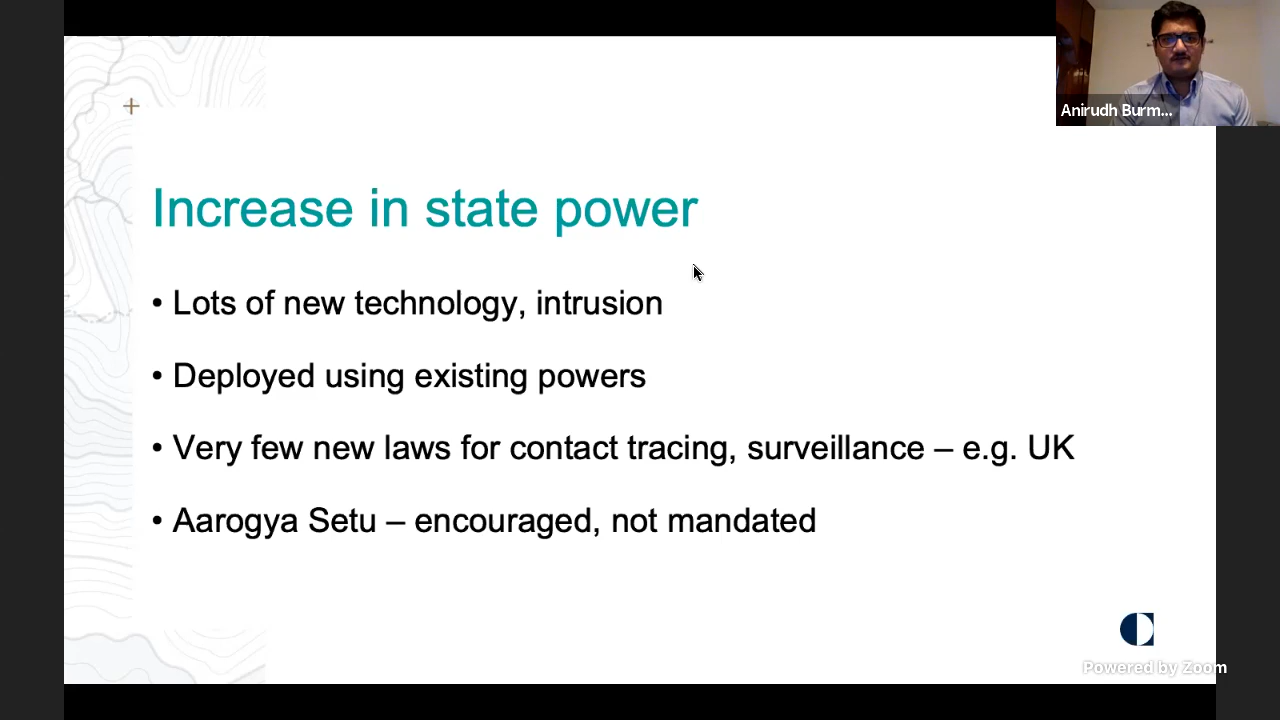 Anirudh Burm...
Increase in state power
• Lots of new technology, intrusion
• Deployed using existing powers
• Very few new laws for contact tracing, surveillance – e.g. UK
• Aarogya Setu – encouraged, not mandated
Powered by Zoom